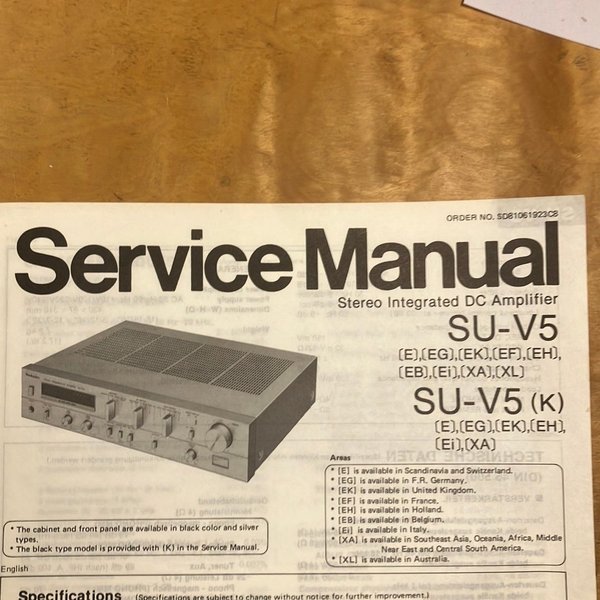 ORDER NO. SD81061923C8
Service Manual
Stereo Integrated DC Amplifier
SU-V5
[E],[EG],[EK],[EF],[EH],
[EB],[Ei],[XA],[XL]
SU-V5 (K)
[E],[EG],[EK],[EH],
[Ei],[XA]
Areas
* [E] is available in Scandinavia and Switzerland.
* [EG] is available in F.R. Germany.
* [EK] is available in United Kingdom.
* [EF] is available in France.
* [EH] is available in Holland.
* [EB] is available in Belgium.
* [Ei] is available in Italy.
* [XA] is available in Southeast Asia, Oceania, Africa, Middle
Near East and Central South America.
* [XL] is available in Australia.
* The cabinet and front panel are available in black color and silver
types.
* The black type model is provided with (K) in the Service Manual.
English
Specifications (Specifications are subject to change without notice for further improvement.)